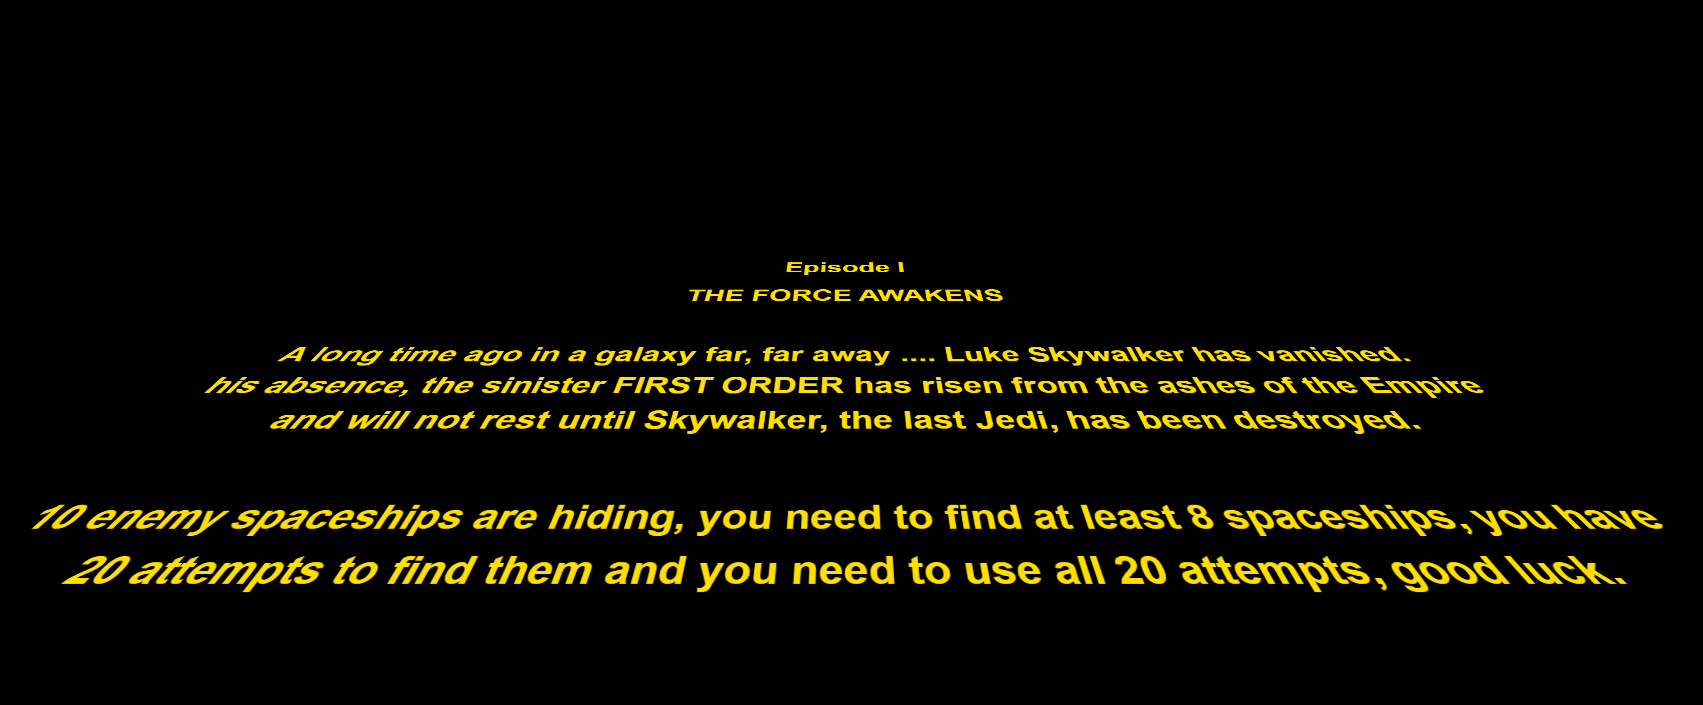 Episode I
THE FORCE AWAKENS
A long time ago in a galaxy far, far away .... Luke Skywalker has vanished.
his absence, the sinister FIRST ORDER has risen from the ashes of the Empire
and will not rest until Skywalker, the last Jedi, has been destroyed.
10 enemy spaceships are hiding, you need to find at least 8 spaceships, you have
20 attempts to find them and you need to use all 20 attempts, good luck.